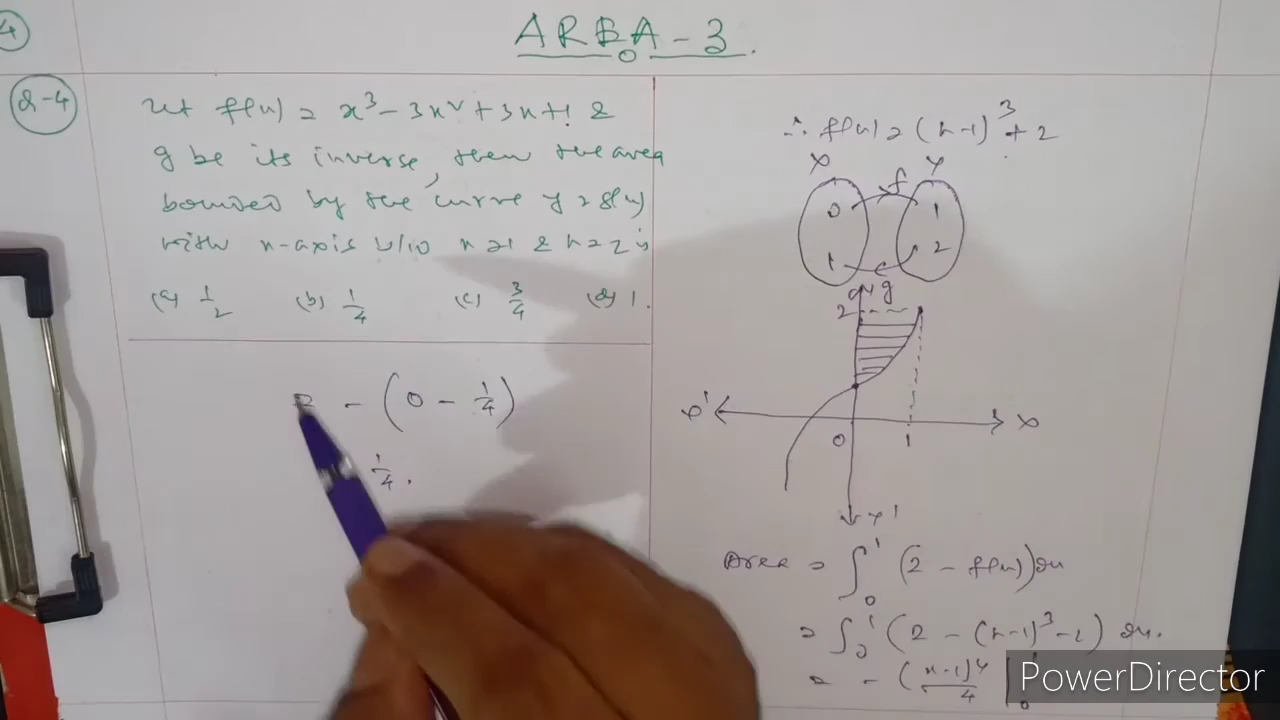 4
AREA - 3.
Q-4
Let f(x) = x³ - 3x² + 3x + 1 &
g be its inverse, then the area
bounded by the curve y = g(x)
with x-axis b/w x = 1 & x = 2 is
(a) 1/2 (b) 1/4 (c) 3/4 (d) 1.
= - (0 - 1/4)
1/4.
∴ f(x) = (x-1)³ + 2
X Y
f
0 1
1 2
g
2
X' 0 1 X
Y'
Area = ∫₀¹ (2 - f(x)) dx
= ∫₀¹ (2 - (x-1)³ - 2) dx.
= - (x-1)⁴/4 |₀
PowerDirector